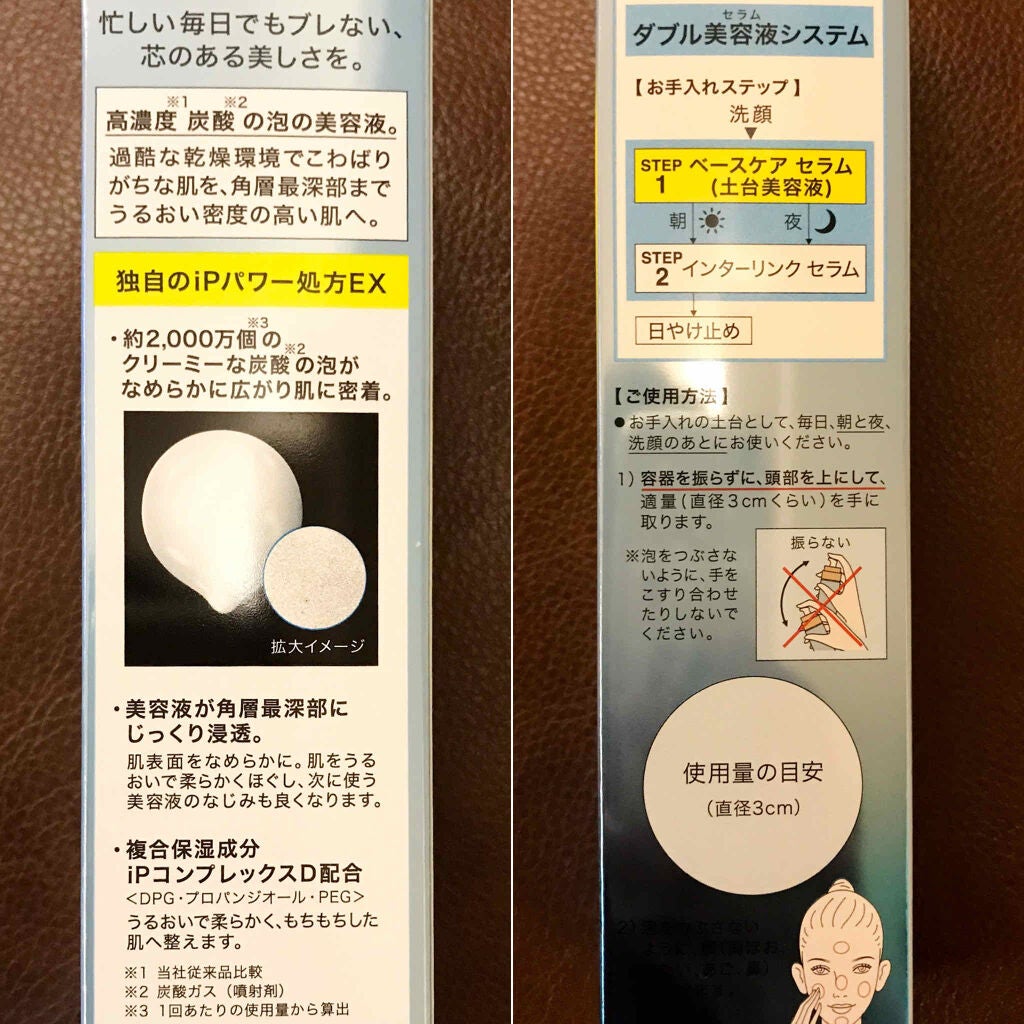 忙しい毎日でもブレない、
芯のある美しさを。
高濃度※1炭酸※2の泡の美容液。
過酷な乾燥環境でこわばり
がちな肌を、角層最深部まで
うるおい密度の高い肌へ。
独自のiPパワー処方EX
・約2,000万個※3の
クリーミーな炭酸※2の泡が
なめらかに広がり肌に密着。
拡大イメージ
・美容液が角層最深部に
じっくり浸透。
肌表面をなめらかに。肌をうる
おいで柔らかくほぐし、次に使う
美容液のなじみも良くなります。
・複合保湿成分
iPコンプレックスD配合
<DPG・プロパンジオール・PEG>
うるおいで柔らかく、もちもちした
肌へ整えます。
※1 当社従来品比較
※2 炭酸ガス（噴射剤）
※3 1回あたりの使用量から算出
セラム
ダブル美容液システム
【お手入れステップ】
洗顔
STEP 1 ベースケア セラム
(土台美容液)
朝 夜
STEP 2 インターリンク セラム
日やけ止め
【ご使用方法】
●お手入れの土台として、毎日、朝と夜、
洗顔のあとにお使いください。
1) 容器を振らずに、頭部を上にして、
適量(直径3cmくらい)を手に
取ります。
※泡をつぶさな
いように、手を
こすり合わせ
たりしないで
ください。
振らない
使用量の目安
(直径3cm)
2) 泡をつぶさない
ように、顔(両ほお、